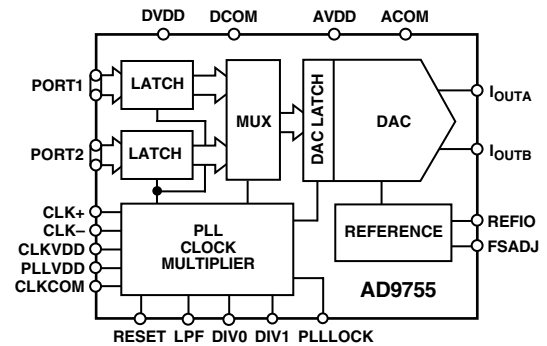 DVDD DCOM AVDD ACOM
PORT1
LATCH
PORT2
LATCH
MUX
DAC LATCH
DAC
IOUTA
IOUTB
CLK+
CLK–
CLKVDD
PLLVDD
CLKCOM
PLL
CLOCK
MULTIPLIER
REFERENCE
REFIO
FSADJ
AD9755
RESET LPF DIV0 DIV1 PLLLOCK